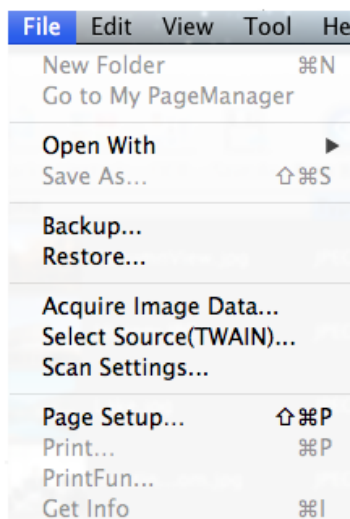 File Edit View Tool He
New Folder ⌘N
Go to My PageManager
Open With ▶
Save As... ⇧⌘S
Backup...
Restore...
Acquire Image Data...
Select Source(TWAIN)...
Scan Settings...
Page Setup... ⇧⌘P
Print... ⌘P
PrintFun...
Get Info ⌘I